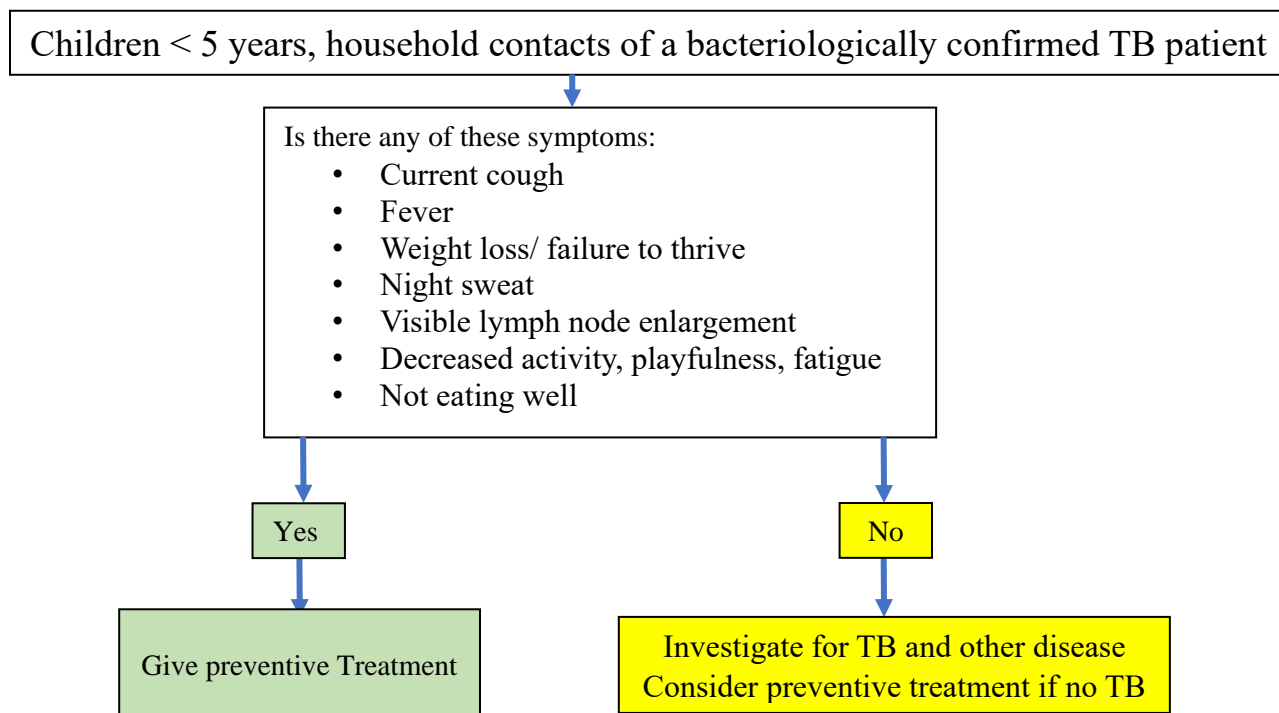 Children < 5 years, household contacts of a bacteriologically confirmed TB patient
Is there any of these symptoms:
• Current cough
• Fever
• Weight loss/ failure to thrive
• Night sweat
• Visible lymph node enlargement
• Decreased activity, playfulness, fatigue
• Not eating well
Yes
No
Give preventive Treatment
Investigate for TB and other disease
Consider preventive treatment if no TB